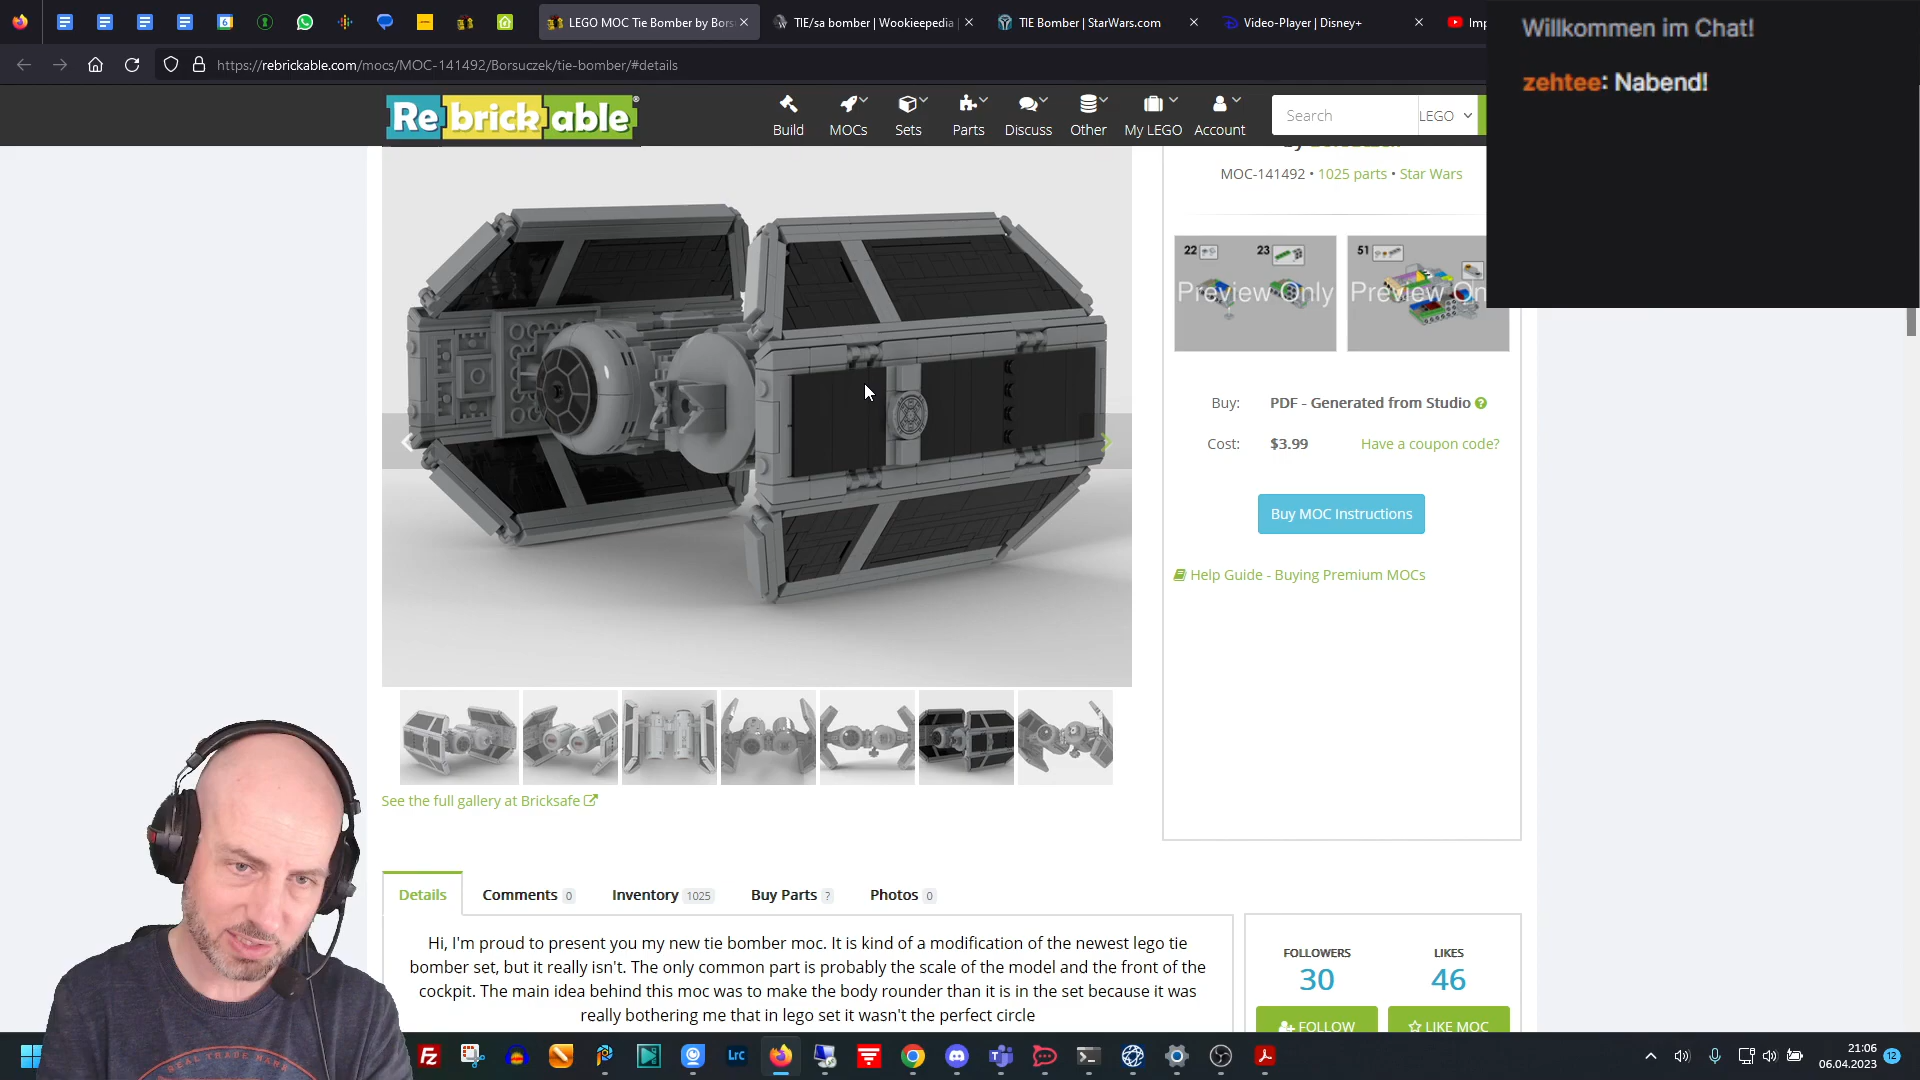 LEGO MOC Tie Bomber by Bors
TIE/sa bomber | Wookieepedia |
TIE Bomber | StarWars.com
Video-Player | Disney+
Imp
https://rebrickable.com/mocs/MOC-141492/Borsuczek/tie-bomber/#details
Willkommen im Chat!
zehtee: Nabend!
Rebrickable
Build
MOCs
Sets
Parts
Discuss
Other
My LEGO
Account
Search
LEGO
MOC-141492 • 1025 parts • Star Wars
22
23
51
Preview Only
Preview On
Buy: PDF - Generated from Studio
Cost: $3.99 Have a coupon code?
Buy MOC Instructions
Help Guide - Buying Premium MOCs
See the full gallery at Bricksafe
Details
Comments 0
Inventory 1025
Buy Parts ?
Photos 0
Hi, I'm proud to present you my new tie bomber moc. It is kind of a modification of the newest lego tie
bomber set, but it really isn't. The only common part is probably the scale of the model and the front of the
cockpit. The main idea behind this moc was to make the body rounder than it is in the set because it was
really bothering me that in lego set it wasn't the perfect circle
FOLLOWERS
30
FOLLOW
LIKES
46
LIKE MOC
Lrc
21:06
06.04.2023
12